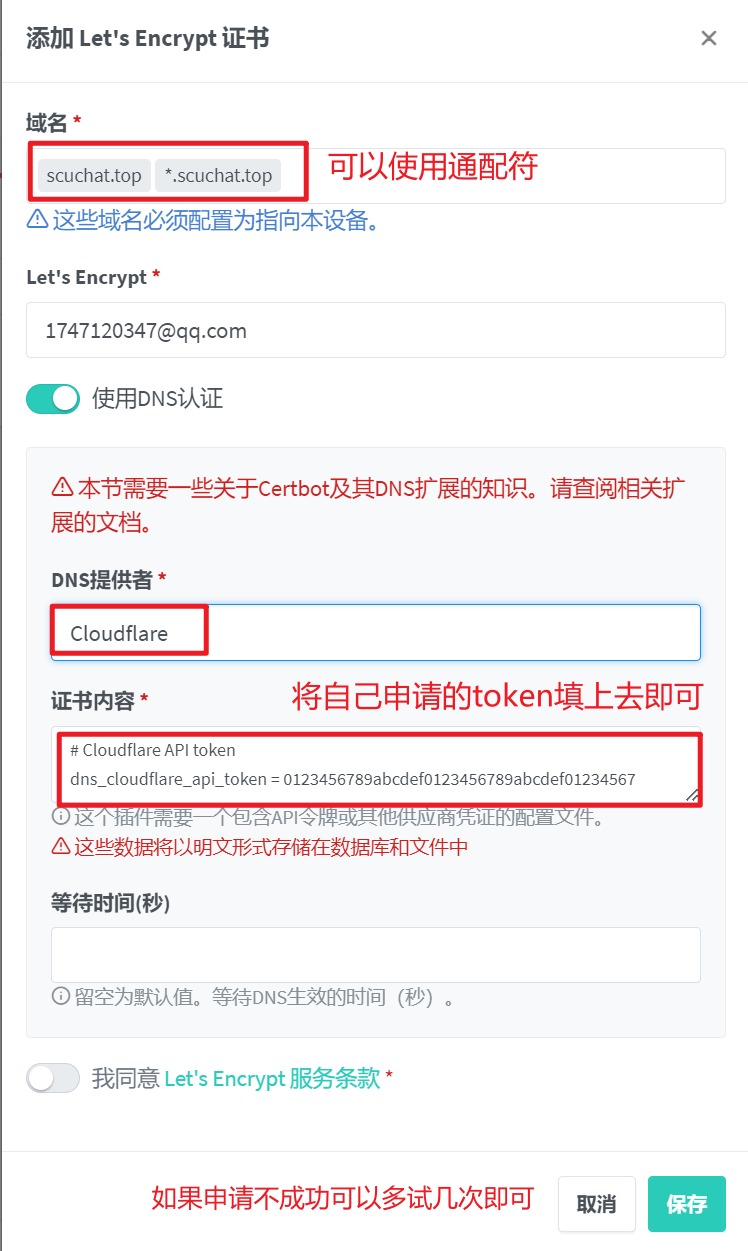 添加 Let's Encrypt 证书
域名 *
scuchat.top *.scuchat.top 可以使用通配符
这些域名必须配置为指向本设备。
Let's Encrypt *
1747120347@qq.com
使用DNS认证
本节需要一些关于Certbot及其DNS扩展的知识。请查阅相关扩
展的文档。
DNS提供者 *
Cloudflare
证书内容 * 将自己申请的token填上去即可
# Cloudflare API token
dns_cloudflare_api_token = 0123456789abcdef0123456789abcdef01234567
这个插件需要一个包含API令牌或其他供应商凭证的配置文件。
这些数据将以明文形式存储在数据库和文件中
等待时间(秒)
留空为默认值。等待DNS生效的时间（秒）。
我同意 Let's Encrypt 服务条款 *
如果申请不成功可以多试几次即可 取消 保存